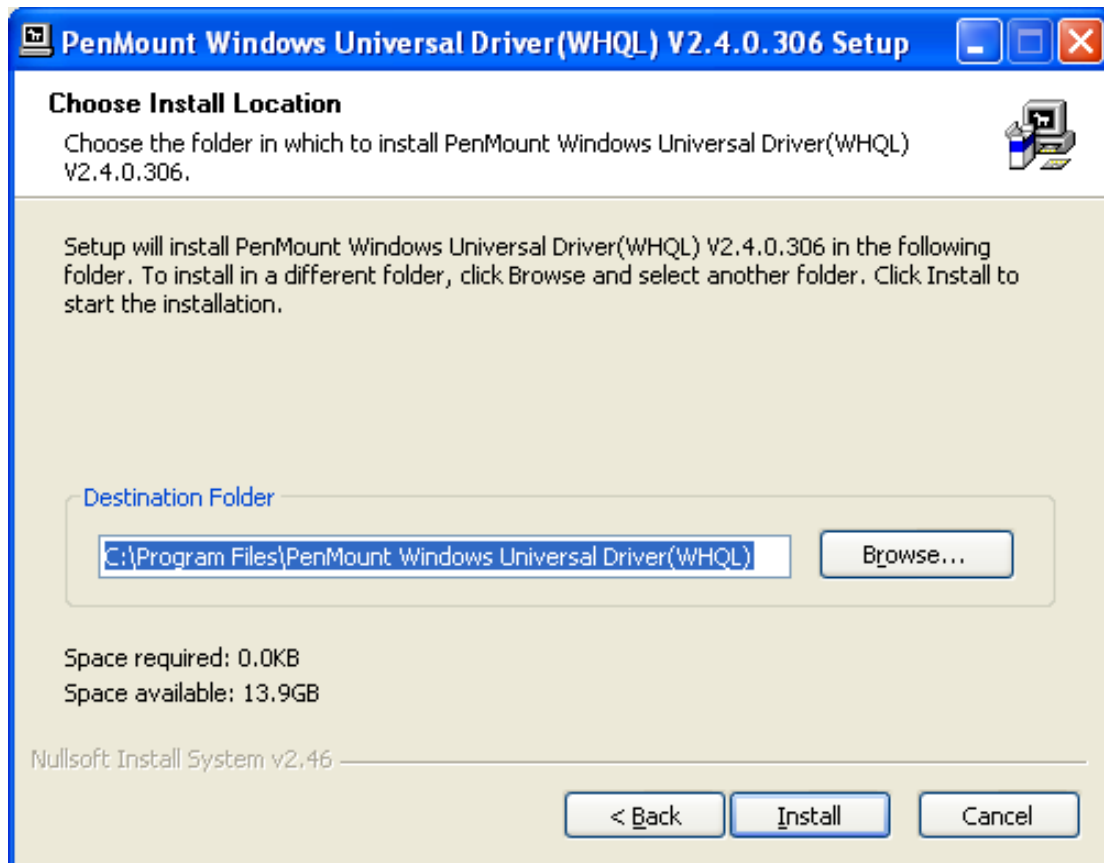 PenMount Windows Universal Driver(WHQL) V2.4.0.306 Setup
Choose Install Location
Choose the folder in which to install PenMount Windows Universal Driver(WHQL)
V2.4.0.306.
Setup will install PenMount Windows Universal Driver(WHQL) V2.4.0.306 in the following
folder. To install in a different folder, click Browse and select another folder. Click Install to
start the installation.
Destination Folder
C:\Program Files\PenMount Windows Universal Driver(WHQL)
Browse...
Space required: 0.0KB
Space available: 13.9GB
Nullsoft Install System v2.46
< Back
Install
Cancel